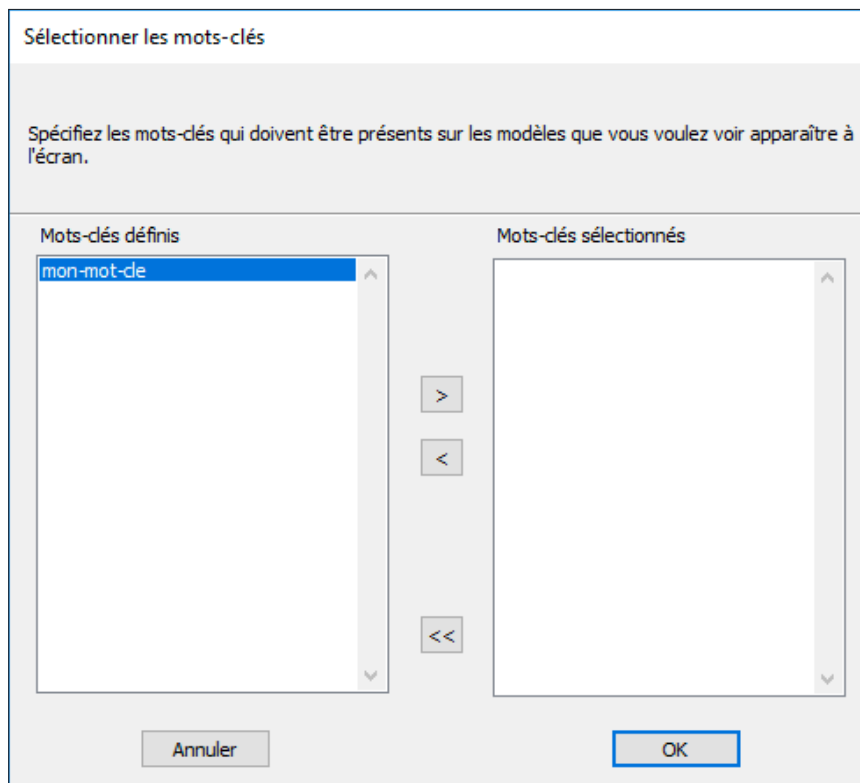 Sélectionner les mots-clés
Spécifiez les mots-clés qui doivent être présents sur les modèles que vous voulez voir apparaître à
l'écran.
Mots-clés définis
Mots-clés sélectionnés
mon-mot-cle
>
<
<<
Annuler
OK